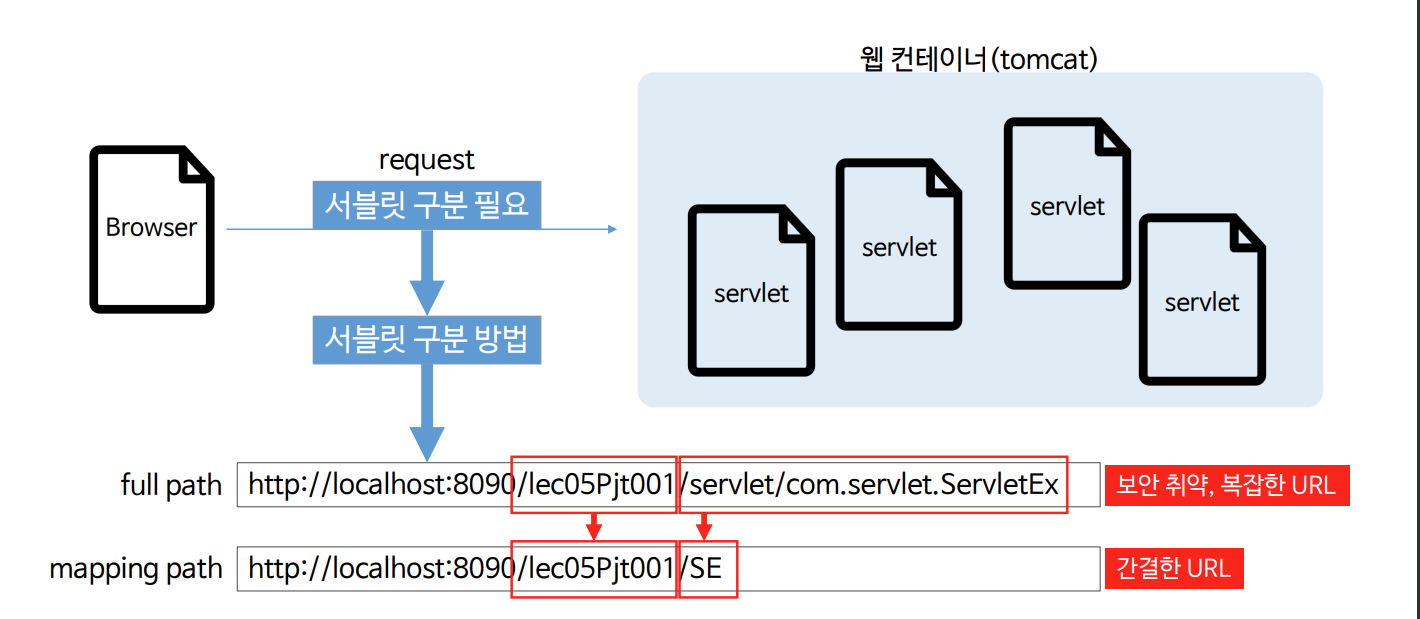 웹 컨테이너(tomcat)
request
서블릿 구분 필요
Browser
servlet
servlet
servlet
servlet
서블릿 구분 방법
full path http://localhost:8090/lec05Pjt001/servlet/com.servlet.ServletEx 보안 취약, 복잡한 URL
mapping path http://localhost:8090/lec05Pjt001/SE 간결한 URL